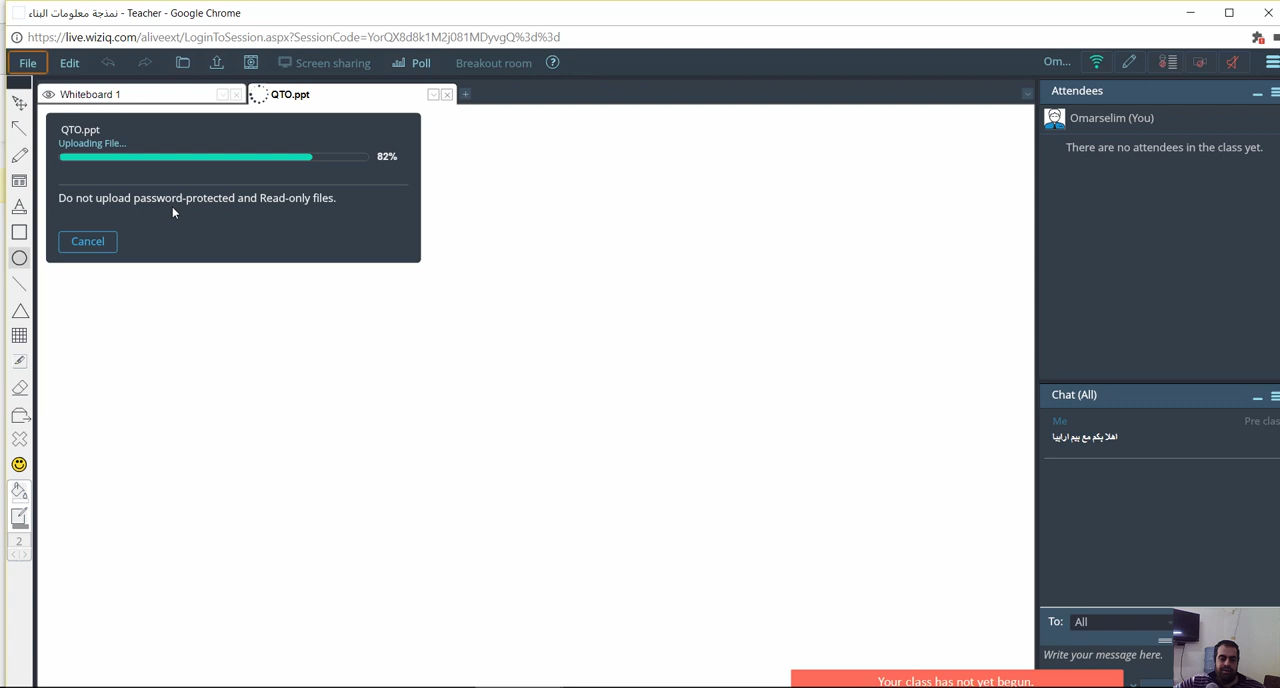 نمذجة معلومات البناء - Teacher - Google Chrome
https://live.wiziq.com/aliveext/LoginToSession.aspx?SessionCode=YorQX8d8k1M2j081MDyvgQ%3d%3d
File Edit Screen sharing Poll Breakout room Om...
Whiteboard 1 QTO.ppt
QTO.ppt
Uploading File...
82%
Do not upload password-protected and Read-only files.
Cancel
2
Attendees
Omarselim (You)
There are no attendees in the class yet.
Chat (All)
Me Pre clas
اهلا بكم مع بيم ارابيا
To: All
Write your message here.
Your class has not yet begun.